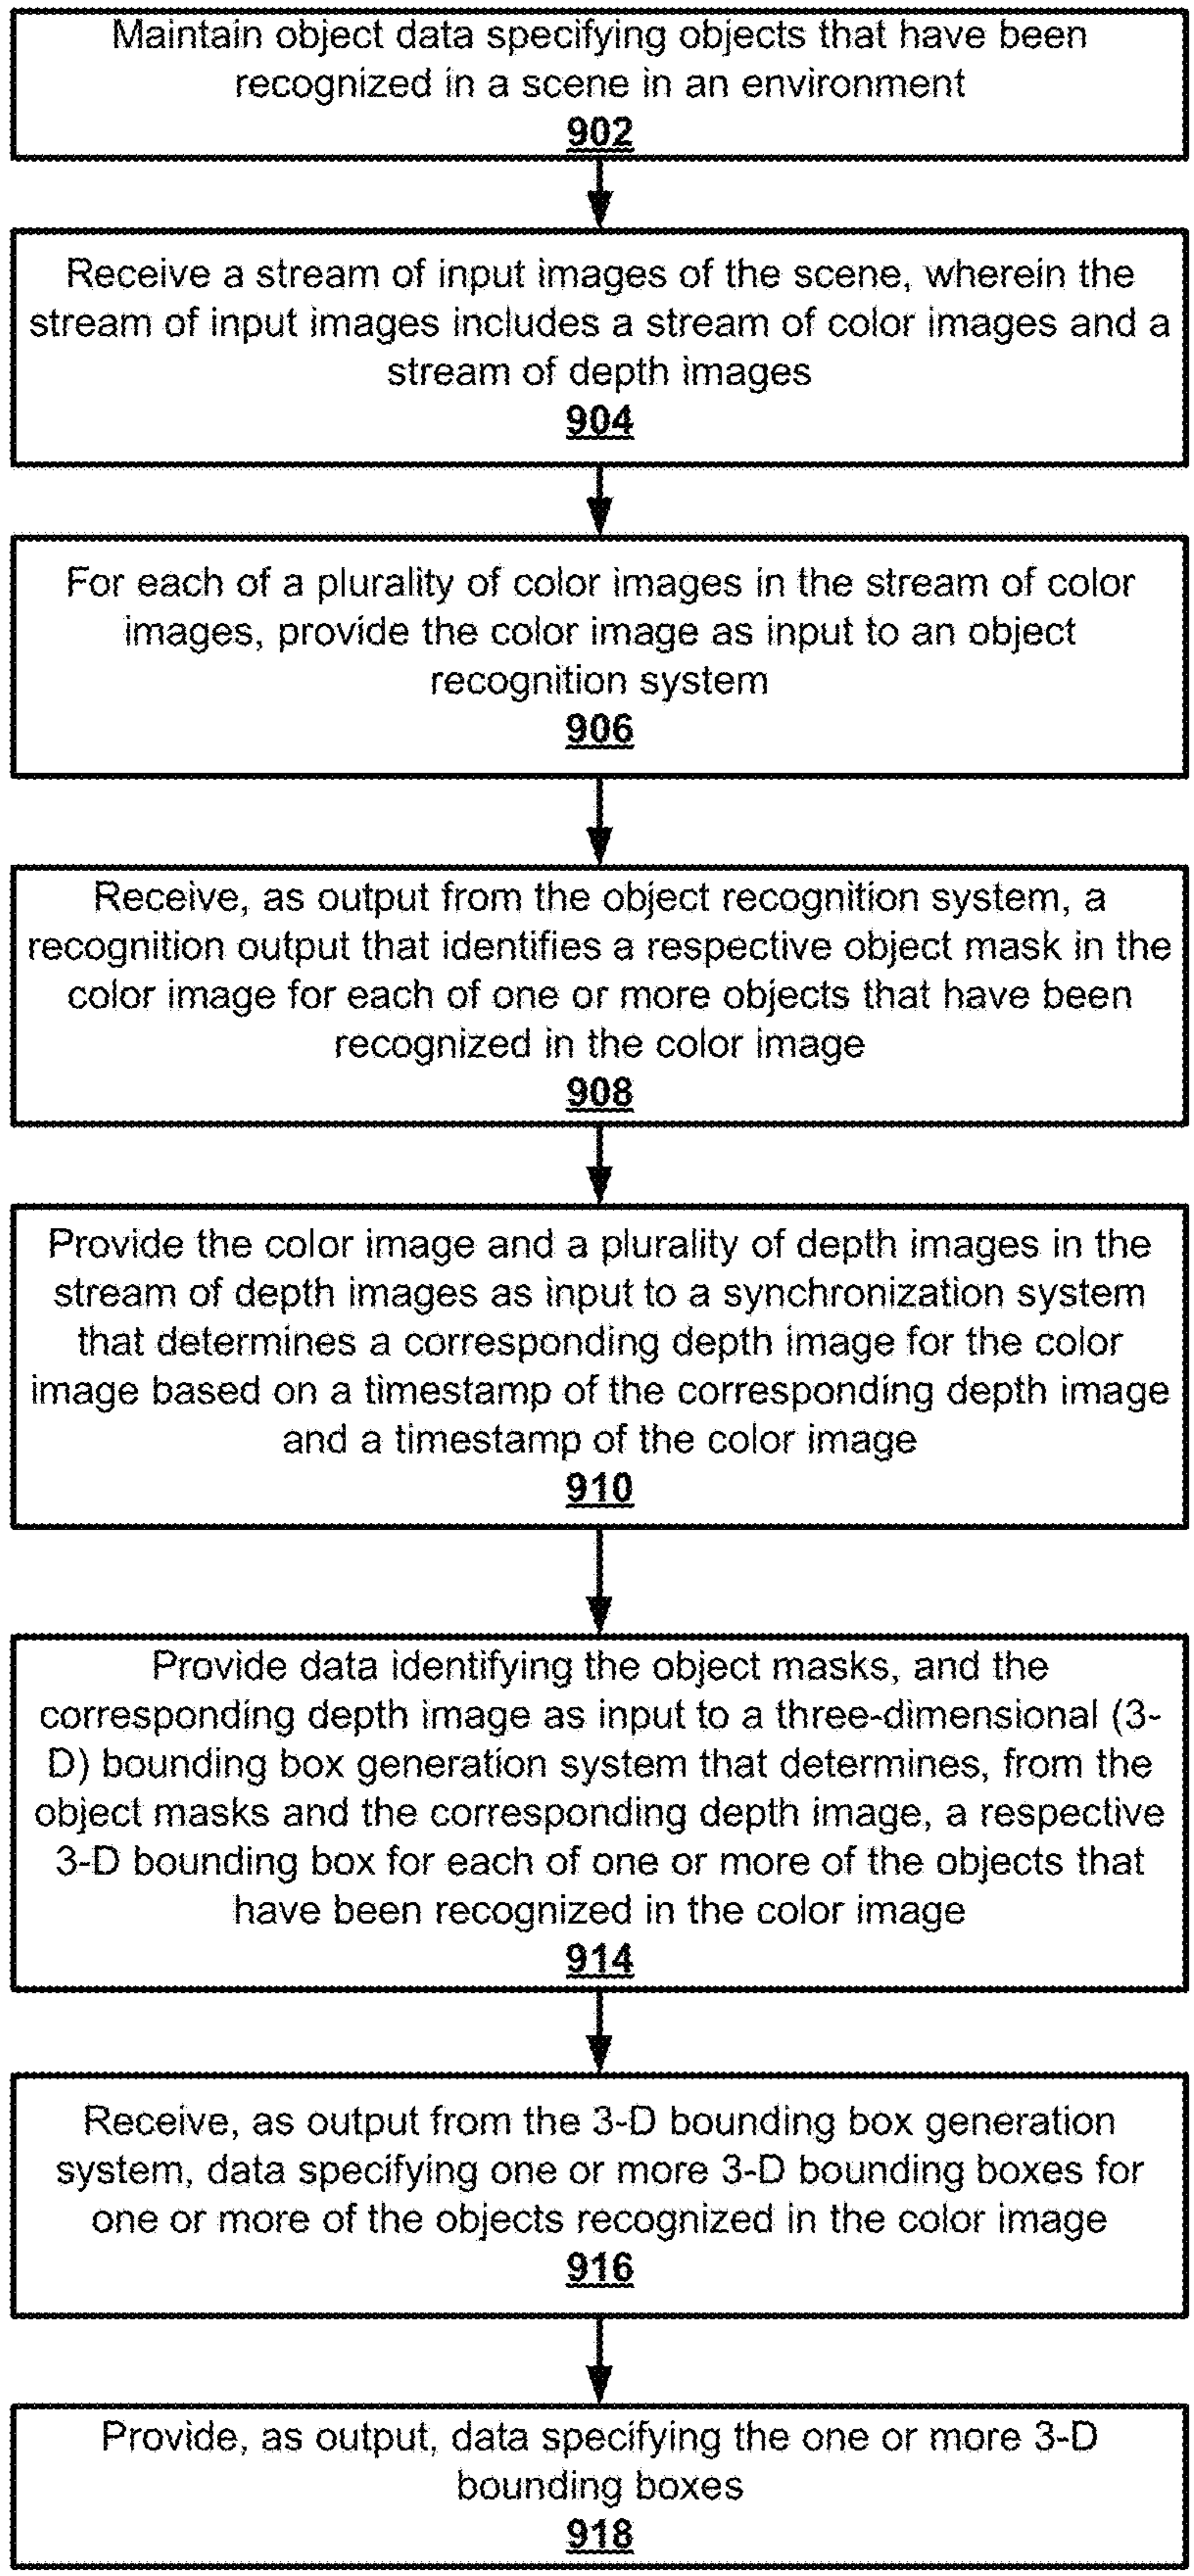 Maintain object data specifying objects that have been
recognized in a scene in an environment
902
Receive a stream of input images of the scene, wherein the
stream of input images includes a stream of color images and a
stream of depth images
904
For each of a plurality of color images in the stream of color
images, provide the color image as input to an object
recognition system
906
Receive, as output from the object recognition system, a
recognition output that identifies a respective object mask in the
color image for each of one or more objects that have been
recognized in the color image
908
Provide the color image and a plurality of depth images in the
stream of depth images as input to a synchronization system
that determines a corresponding depth image for the color
image based on a timestamp of the corresponding depth image
and a timestamp of the color image
910
Provide data identifying the object masks, and the
corresponding depth image as input to a three-dimensional (3-
D) bounding box generation system that determines, from the
object masks and the corresponding depth image, a respective
3-D bounding box for each of one or more of the objects that
have been recognized in the color image
914
Receive, as output from the 3-D bounding box generation
system, data specifying one or more 3-D bounding boxes for
one or more of the objects recognized in the color image
916
Provide, as output, data specifying the one or more 3-D
bounding boxes
918